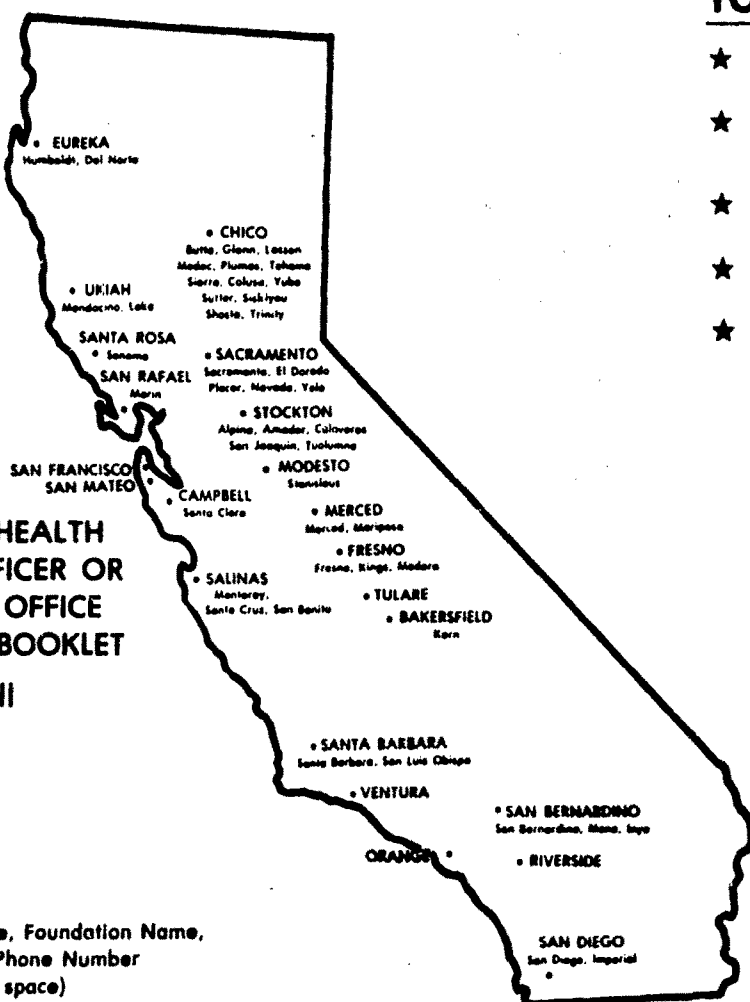 YO
★
★
★
★
★
EUREKA
Humboldt, Del Norte
CHICO
Butte, Glenn, Lassen
Modoc, Plumas, Tehama
Sierra, Colusa, Yuba
Sutter, Siskiyou
Shasta, Trinity
UKIAH
Mendocino, Lake
SANTA ROSA
Sonoma
SAN RAFAEL
Marin
SACRAMENTO
Sacramento, El Dorado
Placer, Nevada, Yolo
STOCKTON
Alpine, Amador, Calaveras
San Joaquin, Tuolumne
MODESTO
Stanislaus
SAN FRANCISCO
SAN MATEO
CAMPBELL
Santa Clara
MERCED
Merced, Mariposa
FRESNO
Fresno, Kings, Madera
TULARE
BAKERSFIELD
Kern
SALINAS
Monterey,
Santa Cruz, San Benito
HEALTH
FICER OR
OFFICE
BOOKLET
SANTA BARBARA
Santa Barbara, San Luis Obispo
VENTURA
SAN BERNARDINO
San Bernardino, Mono, Inyo
ORANGE
RIVERSIDE
SAN DIEGO
San Diego, Imperial
e, Foundation Name,
Phone Number
space)